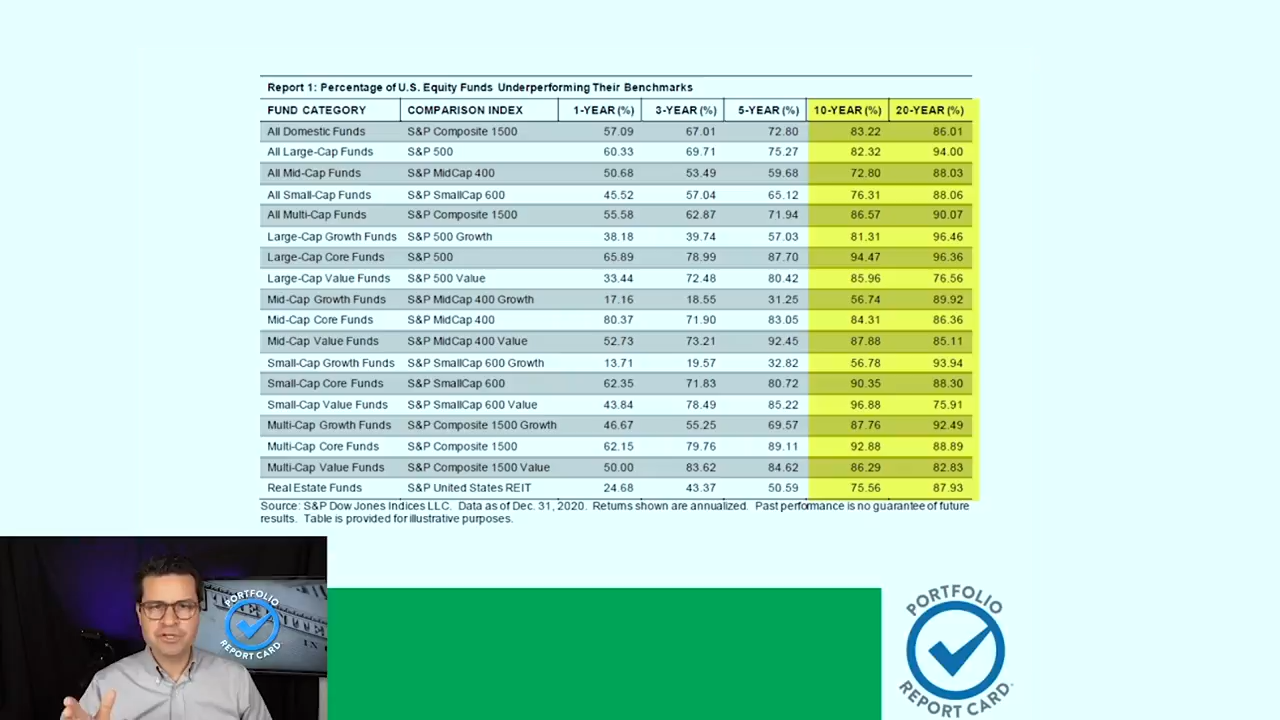 Report 1: Percentage of U.S. Equity Funds Underperforming Their Benchmarks
FUND CATEGORY COMPARISON INDEX 1-YEAR (%) 3-YEAR (%) 5-YEAR (%) 10-YEAR (%) 20-YEAR (%)
All Domestic Funds S&P Composite 1500 57.09 67.01 72.80 83.22 86.01
All Large-Cap Funds S&P 500 60.33 69.71 75.27 82.32 94.00
All Mid-Cap Funds S&P MidCap 400 50.68 53.49 59.68 72.80 88.03
All Small-Cap Funds S&P SmallCap 600 45.52 57.04 65.12 76.31 88.06
All Multi-Cap Funds S&P Composite 1500 55.58 62.87 71.94 86.57 90.07
Large-Cap Growth Funds S&P 500 Growth 38.18 39.74 57.03 81.31 96.46
Large-Cap Core Funds S&P 500 65.89 78.99 87.70 94.47 96.36
Large-Cap Value Funds S&P 500 Value 33.44 72.48 80.42 85.96 76.56
Mid-Cap Growth Funds S&P MidCap 400 Growth 17.16 18.55 31.25 56.74 89.92
Mid-Cap Core Funds S&P MidCap 400 80.37 71.90 83.05 84.31 86.36
Mid-Cap Value Funds S&P MidCap 400 Value 52.73 73.21 92.45 87.88 85.11
Small-Cap Growth Funds S&P SmallCap 600 Growth 13.71 19.57 32.82 56.78 93.94
Small-Cap Core Funds S&P SmallCap 600 62.35 71.83 80.72 90.35 88.30
Small-Cap Value Funds S&P SmallCap 600 Value 43.84 78.49 85.22 96.88 75.91
Multi-Cap Growth Funds S&P Composite 1500 Growth 46.67 55.25 69.57 87.76 92.49
Multi-Cap Core Funds S&P Composite 1500 62.15 79.76 89.11 92.88 88.89
Multi-Cap Value Funds S&P Composite 1500 Value 50.00 83.62 84.62 86.29 82.83
Real Estate Funds S&P United States REIT 24.68 43.37 50.59 75.56 87.93
Source: S&P Dow Jones Indices LLC. Data as of Dec. 31, 2020. Returns shown are annualized. Past performance is no guarantee of future
results. Table is provided for illustrative purposes.
PORTFOLIO
REPORT CARD
PORTFOLIO
REPORT CARD